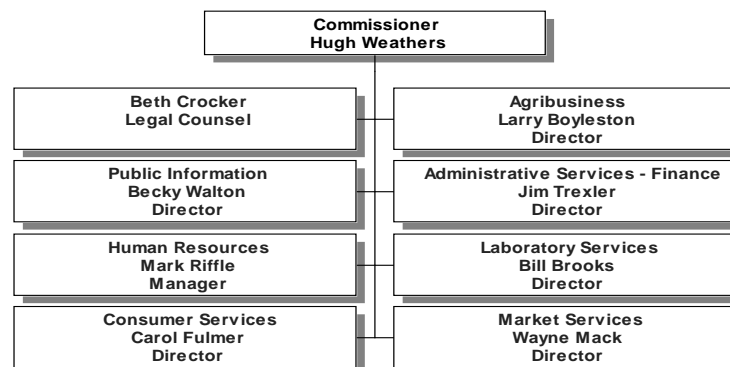 Commissioner
Hugh Weathers
Beth Crocker
Legal Counsel
Agribusiness
Larry Boyleston
Director
Public Information
Becky Walton
Director
Administrative Services - Finance
Jim Trexler
Director
Human Resources
Mark Riffle
Manager
Laboratory Services
Bill Brooks
Director
Consumer Services
Carol Fulmer
Director
Market Services
Wayne Mack
Director